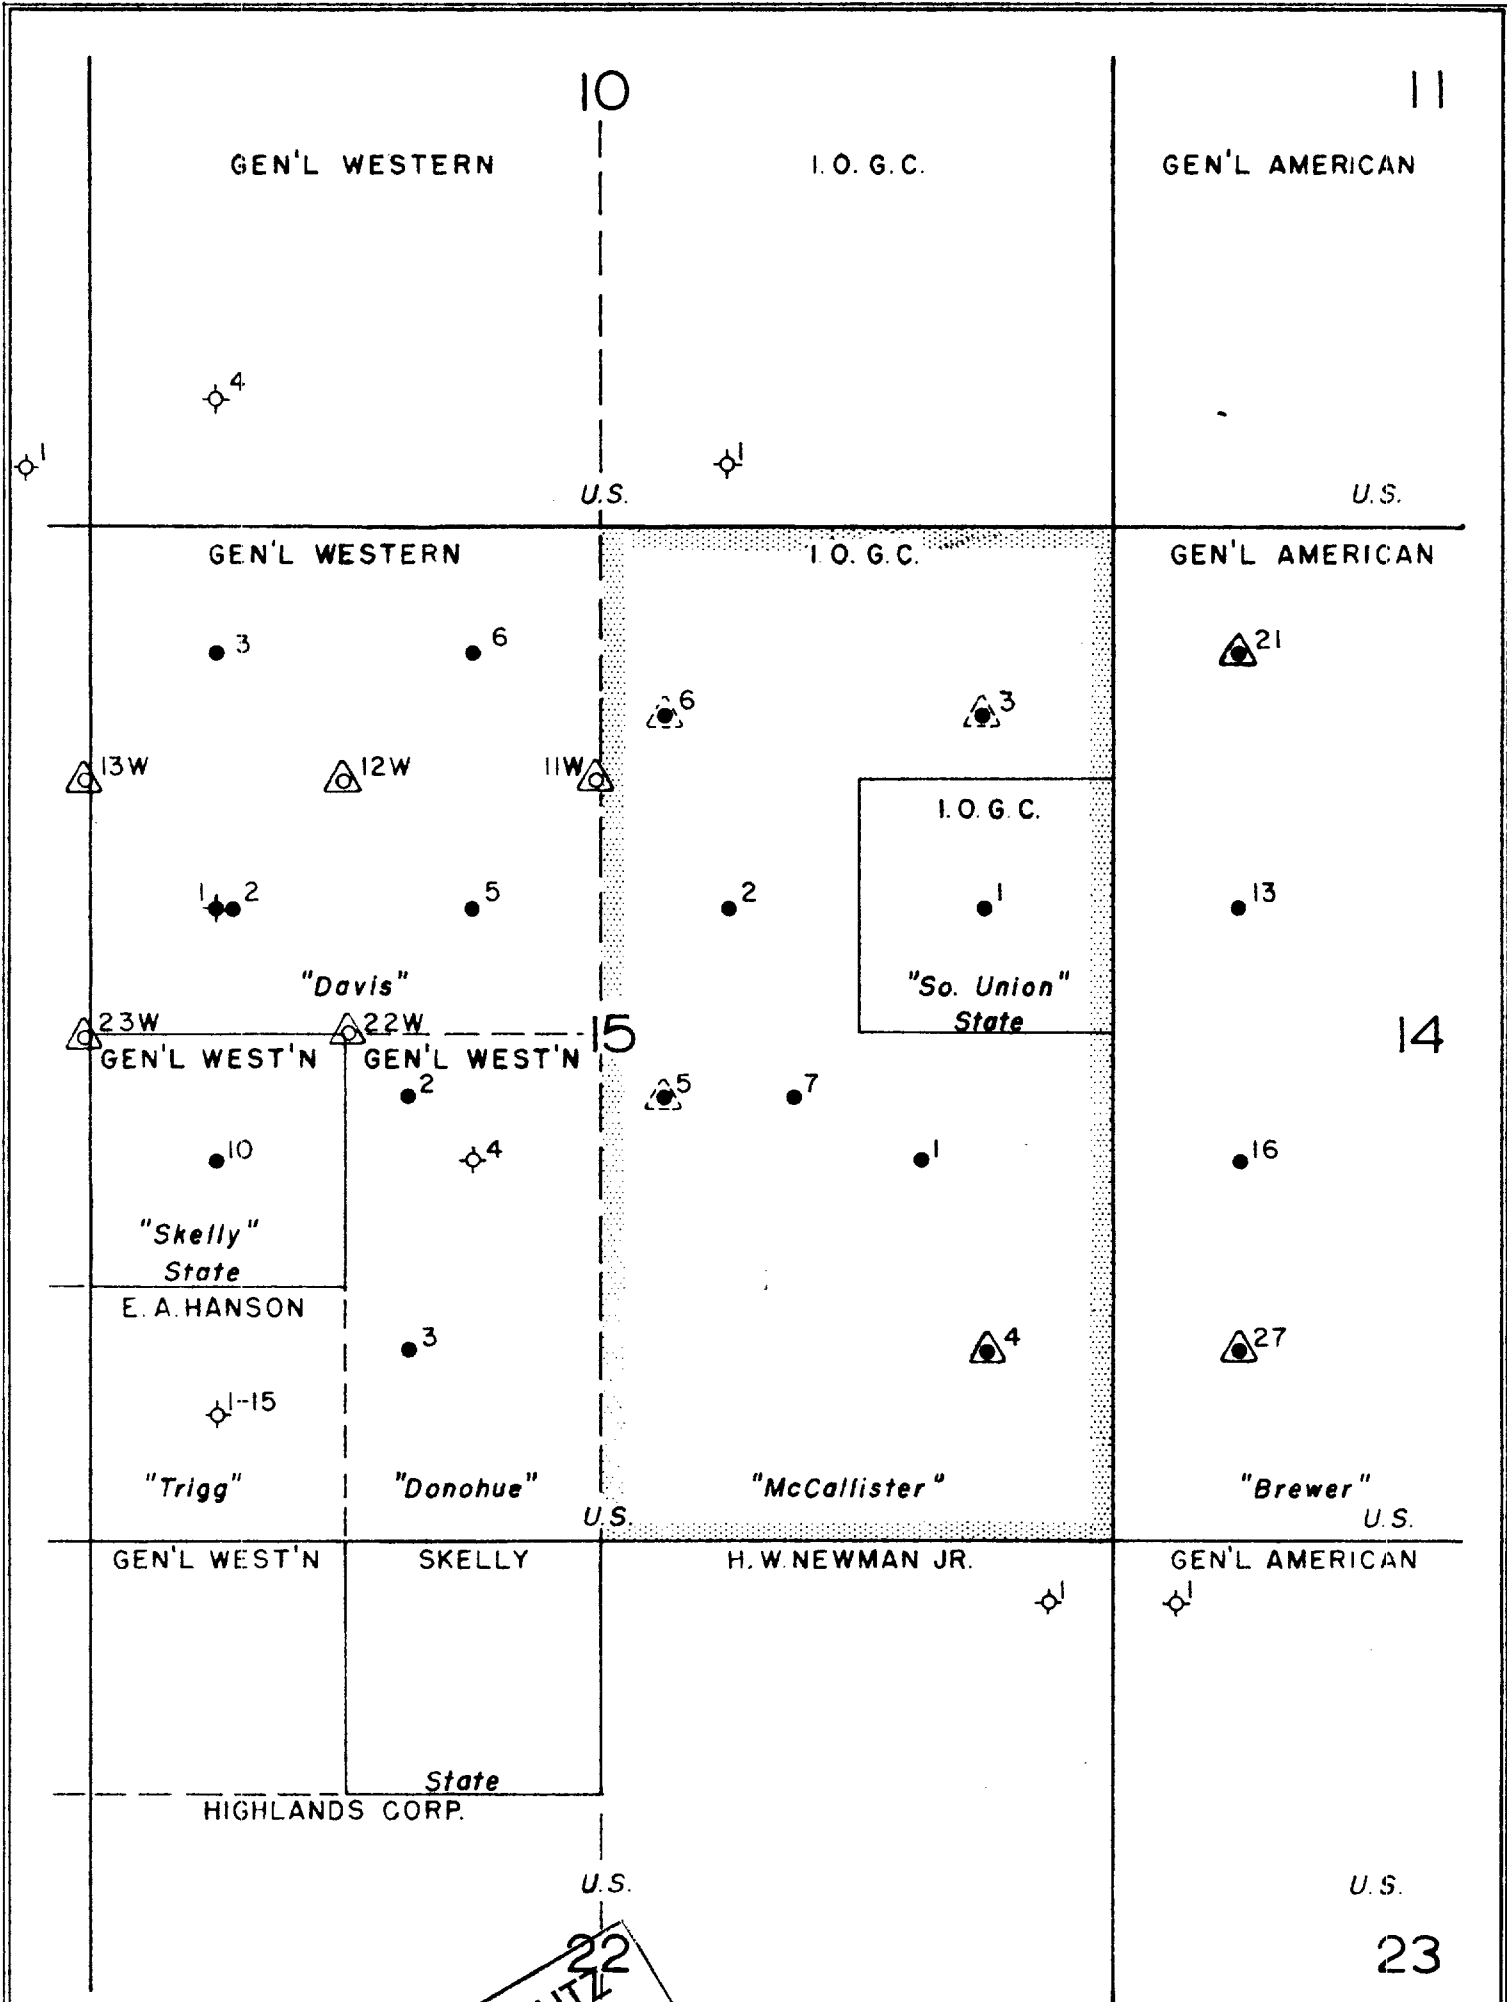 10
11
GEN'L WESTERN
I.O.G.C.
GEN'L AMERICAN
4
1
1
U.S.
U.S.
GEN'L WESTERN
I.O.G.C.
GEN'L AMERICAN
3
6
21
6
3
13W
12W
11W
I.O.G.C.
1
2
5
2
1
13
"Davis"
"So. Union"
State
23W
22W
15
14
GEN'L WEST'N
GEN'L WEST'N
2
5
7
10
4
1
16
"Skelly"
State
E.A.HANSON
3
4
27
1-15
"Trigg"
"Donohue"
"McCallister"
"Brewer"
U.S.
U.S.
GEN'L WEST'N
SKELLY
H.W.NEWMAN JR.
GEN'L AMERICAN
1
1
State
HIGHLANDS CORP.
U.S.
U.S.
22
23